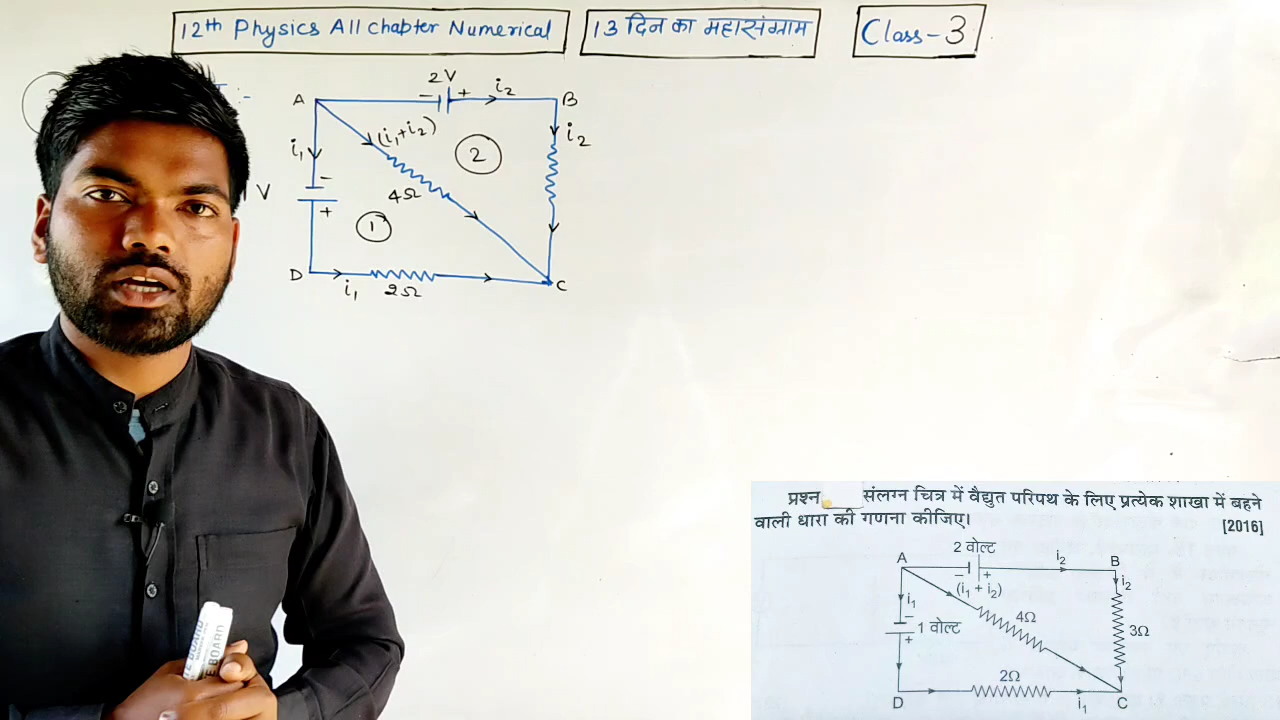 12th Physics All Chapter Numerical
13 दिन का महासंग्राम
Class-3
:-
2V
A
-
+
i2
B
(i1+i2)
i2
i1
2
-
V
4Ω
+
1
D
i1
2Ω
C
प्रश्न संलग्न चित्र में वैद्युत परिपथ के लिए प्रत्येक शाखा में बहने
वाली धारा की गणना कीजिए। [2016]
2 वोल्ट
A
i2
B
-
+
(i1 + i2)
i2
i1
4Ω
-
1 वोल्ट
3Ω
+
2Ω
D
i1
C